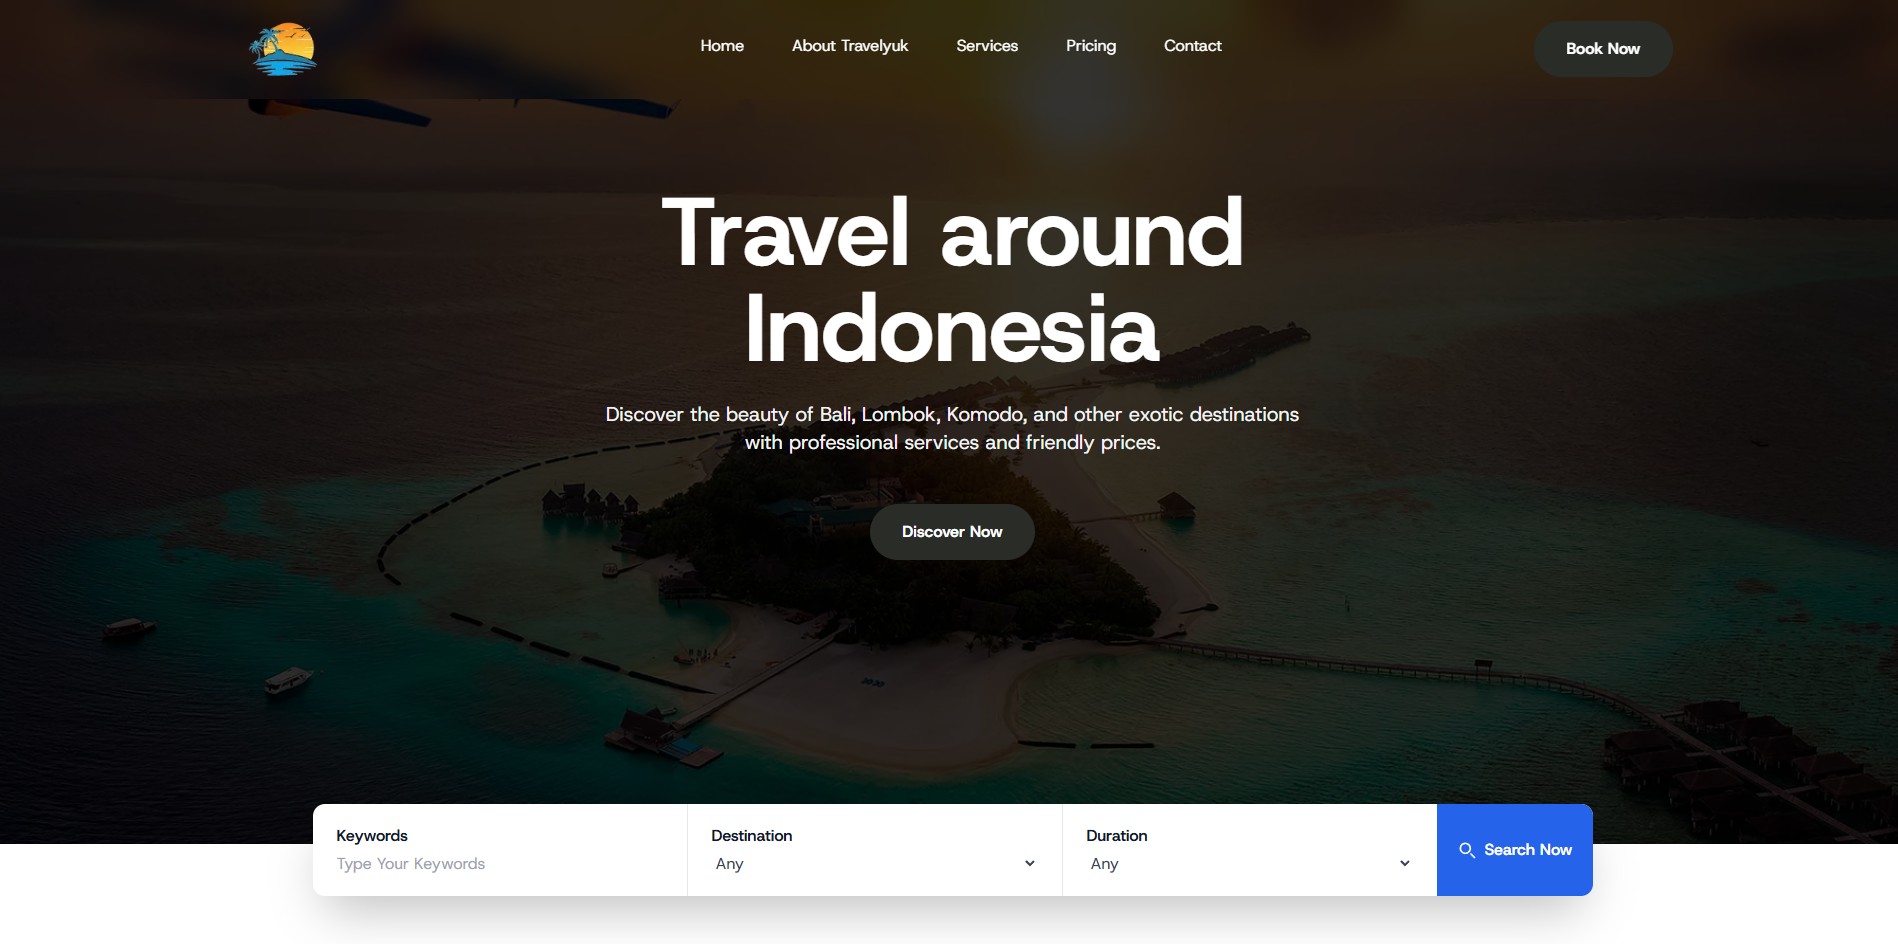 Home
About Travelyuk
Services
Pricing
Contact
Book Now
Travel around
Indonesia
Discover the beauty of Bali, Lombok, Komodo, and other exotic destinations
with professional services and friendly prices.
Discover Now
Keywords
Type Your Keywords
Destination
Any
Duration
Any
Search Now